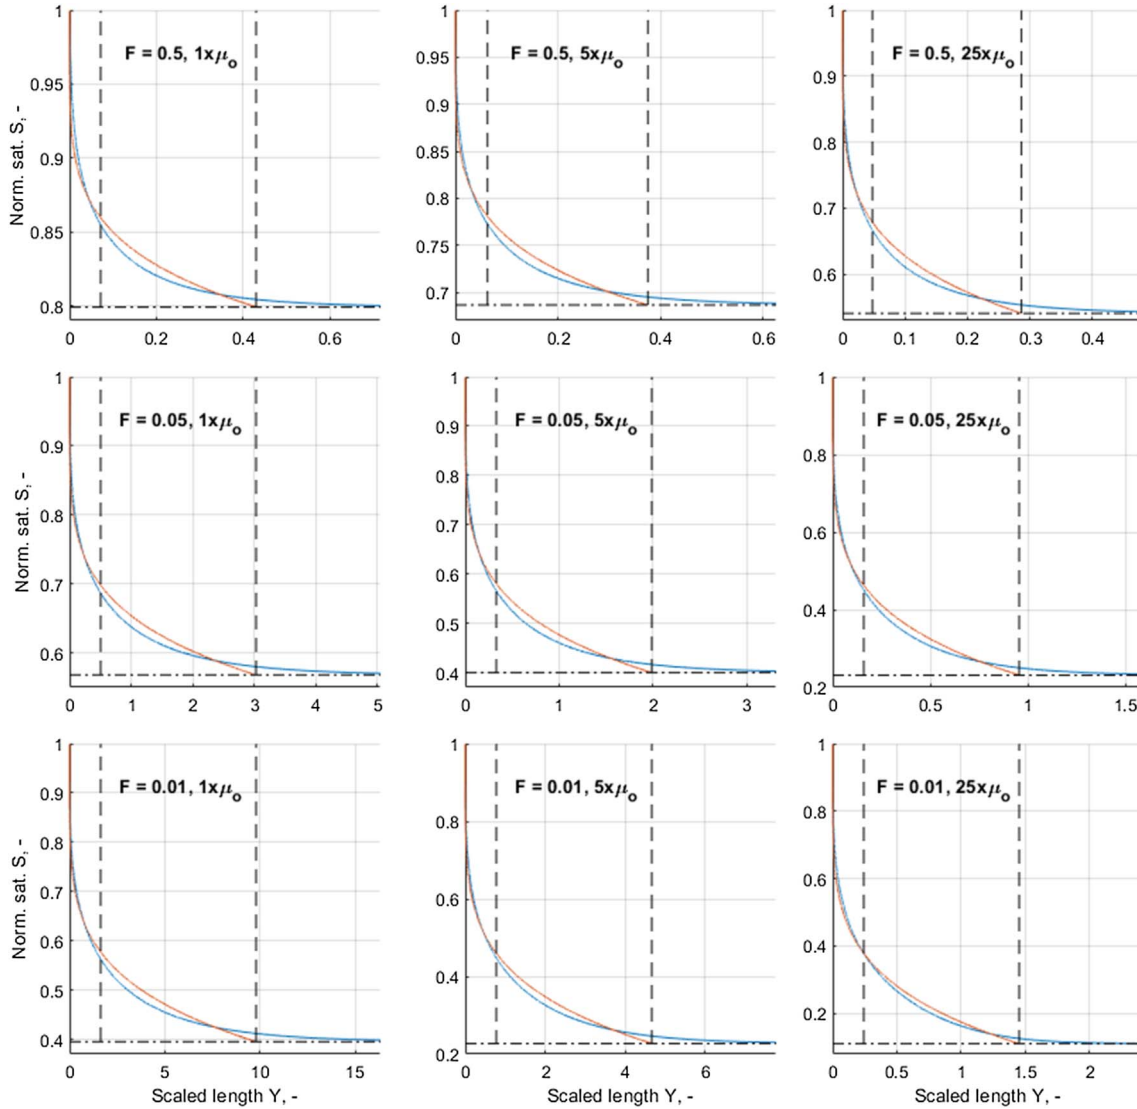 F = 0.5, 1xμo
F = 0.5, 5xμo
F = 0.5, 25xμo
Norm. sat. S, -
1
0.95
0.9
0.85
0.8
0 0.2 0.4 0.6
1
0.95
0.9
0.85
0.8
0.75
0.7
0 0.2 0.4 0.6
1
0.9
0.8
0.7
0.6
0 0.1 0.2 0.3 0.4
F = 0.05, 1xμo
F = 0.05, 5xμo
F = 0.05, 25xμo
Norm. sat. S, -
1
0.9
0.8
0.7
0.6
0 1 2 3 4 5
1
0.9
0.8
0.7
0.6
0.5
0.4
0 1 2 3
1
0.8
0.6
0.4
0.2
0 0.5 1 1.5
F = 0.01, 1xμo
F = 0.01, 5xμo
F = 0.01, 25xμo
Norm. sat. S, -
1
0.9
0.8
0.7
0.6
0.5
0.4
0 5 10 15
Scaled length Y, -
1
0.8
0.6
0.4
0.2
0 2 4 6
Scaled length Y, -
1
0.8
0.6
0.4
0.2
0 0.5 1 1.5 2
Scaled length Y, -